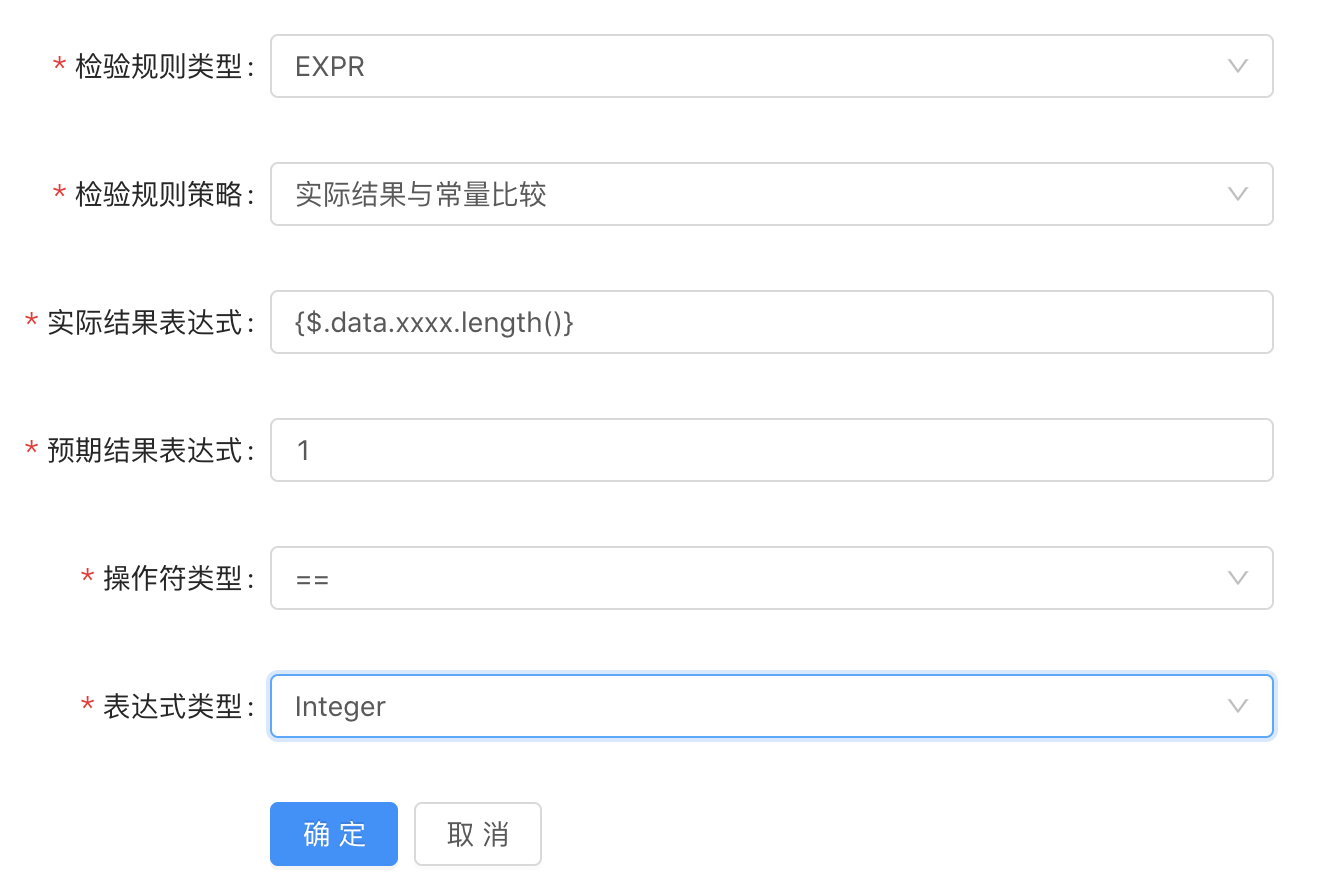 * 检验规则类型: EXPR
* 检验规则策略: 实际结果与常量比较
* 实际结果表达式: {$.data.xxxx.length()}
* 预期结果表达式: 1
* 操作符类型: ==
* 表达式类型: Integer
确 定 取 消